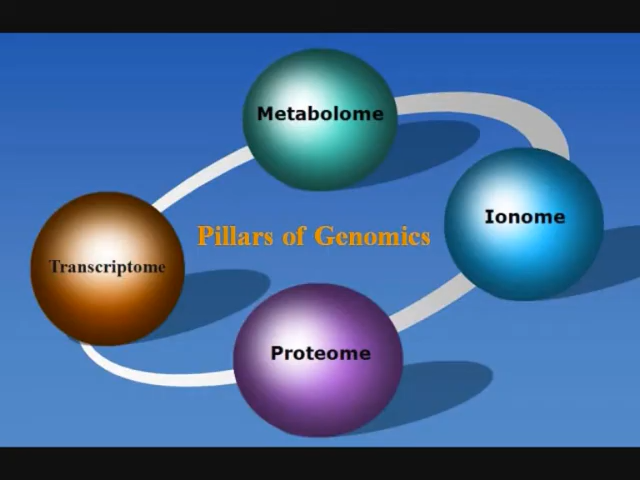 Metabolome
Ionome
Pillars of Genomics
Transcriptome
Proteome